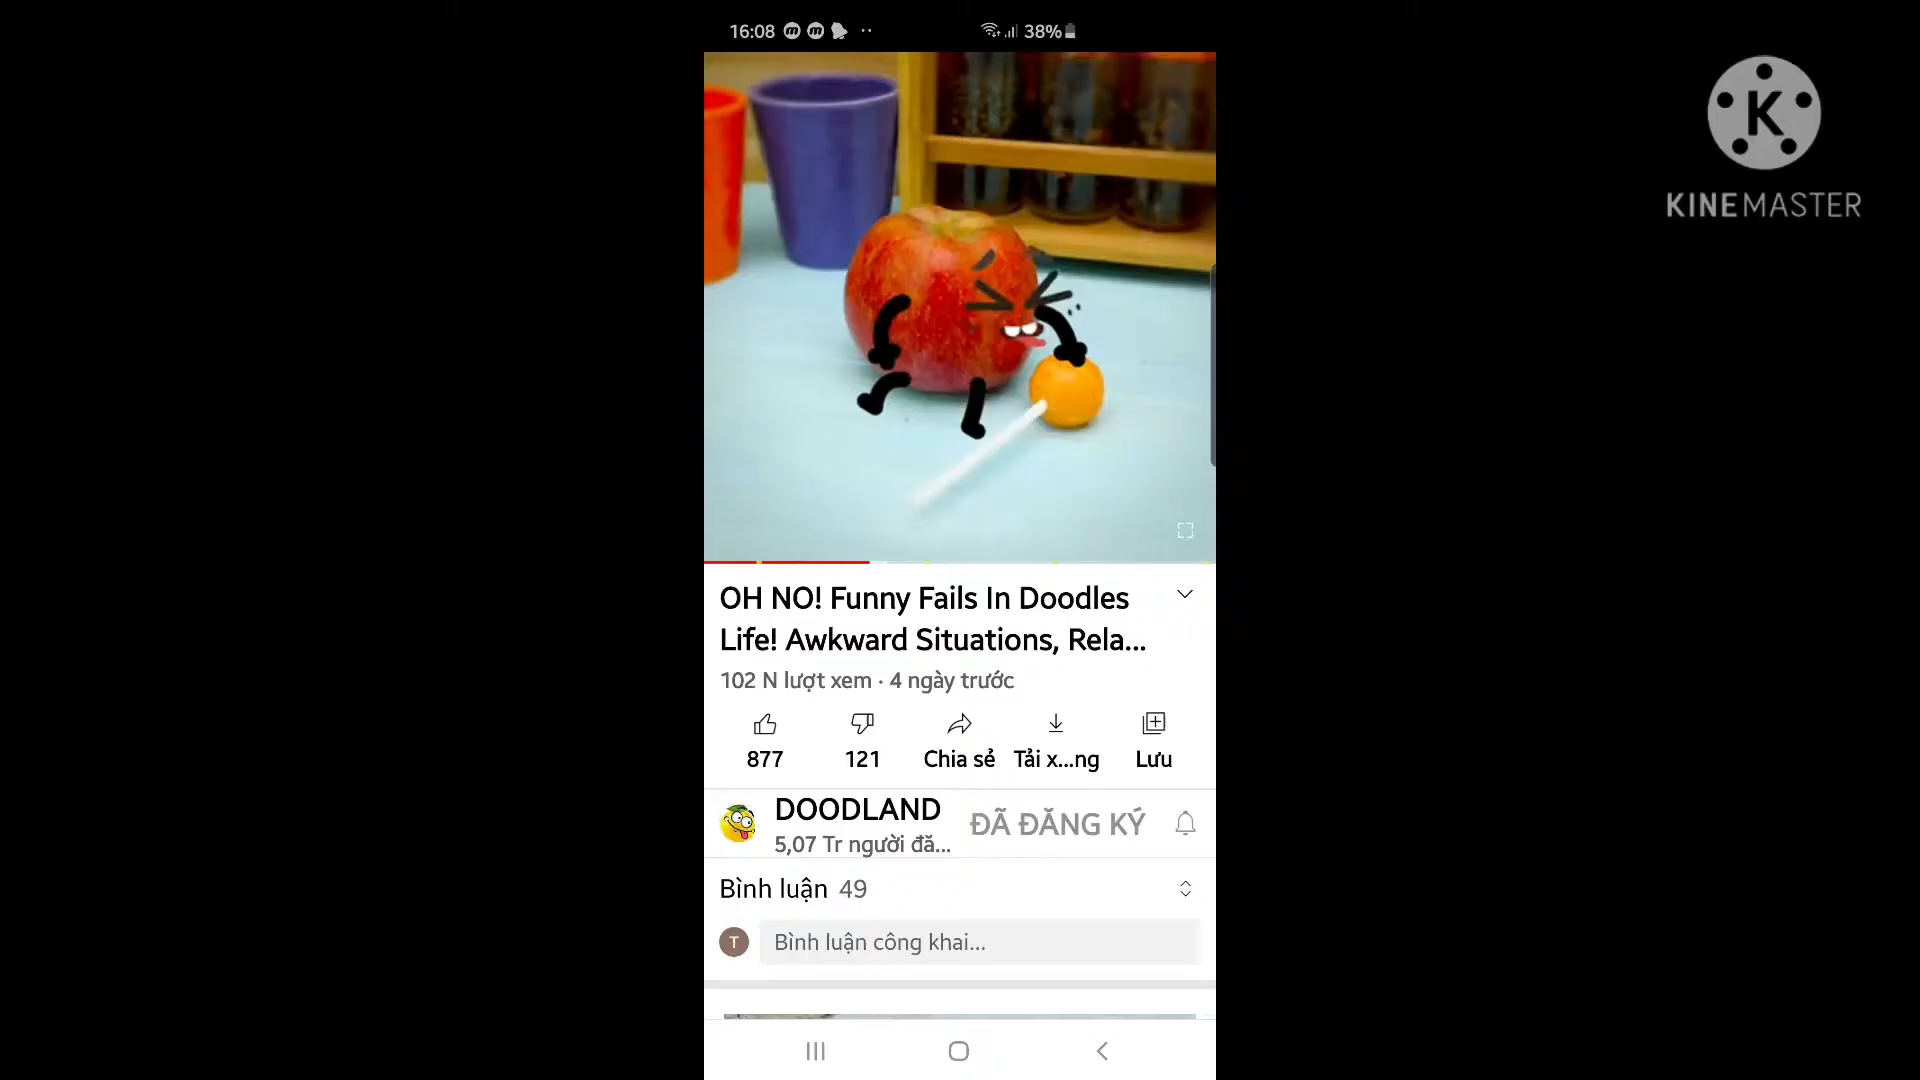 16:08
38%
K
KINEMASTER
OH NO! Funny Fails In Doodles
Life! Awkward Situations, Rela...
102 N lượt xem · 4 ngày trước
877
121
Chia sẻ
Tải x...ng
Lưu
DOODLAND
5,07 Tr người đă...
ĐÃ ĐĂNG KÝ
Bình luận 49
T
Bình luận công khai...